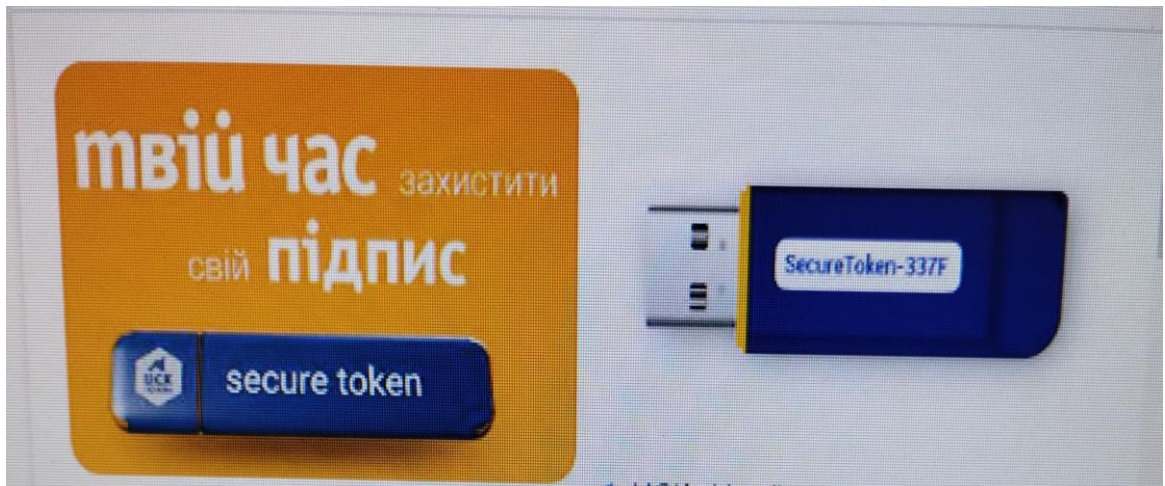 твій час захистити
свій підпис
secure token
SecureToken-337F